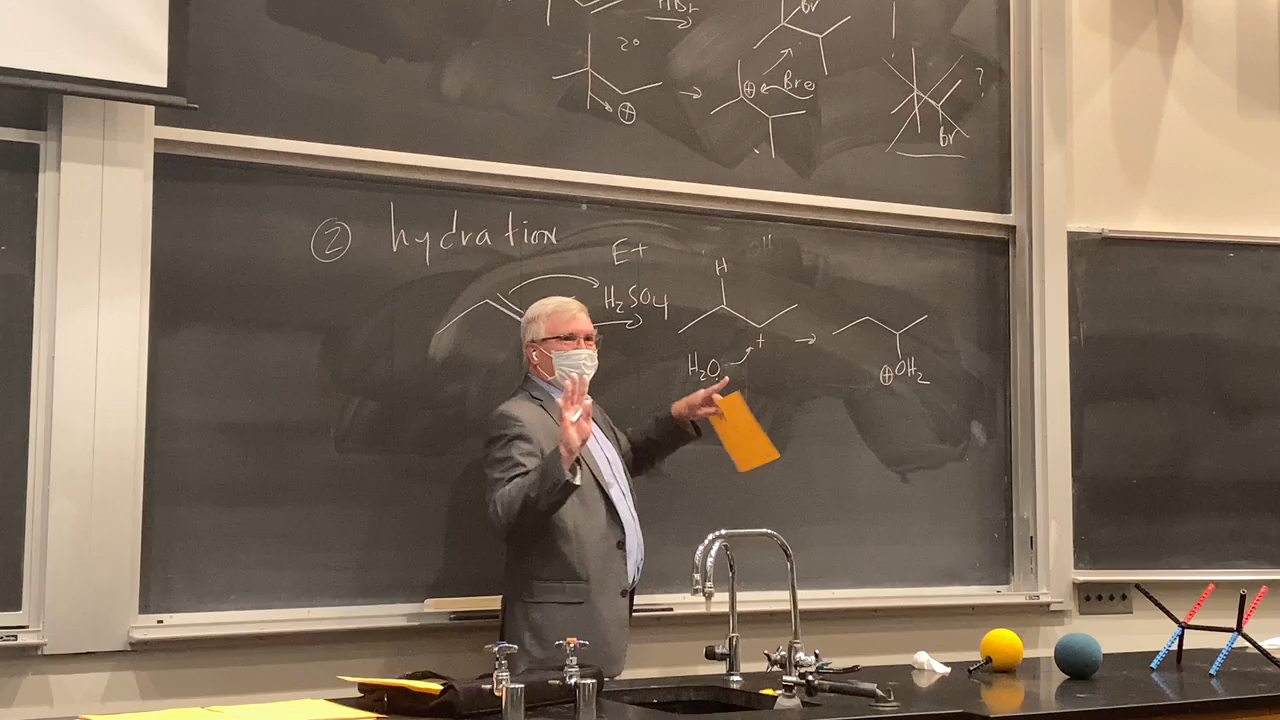 HBr
Br
2°
⊕
⊕ Br⊖
?
Br
② hydration
E+
H
H₂SO₄
+
H₂O
⊕OH₂